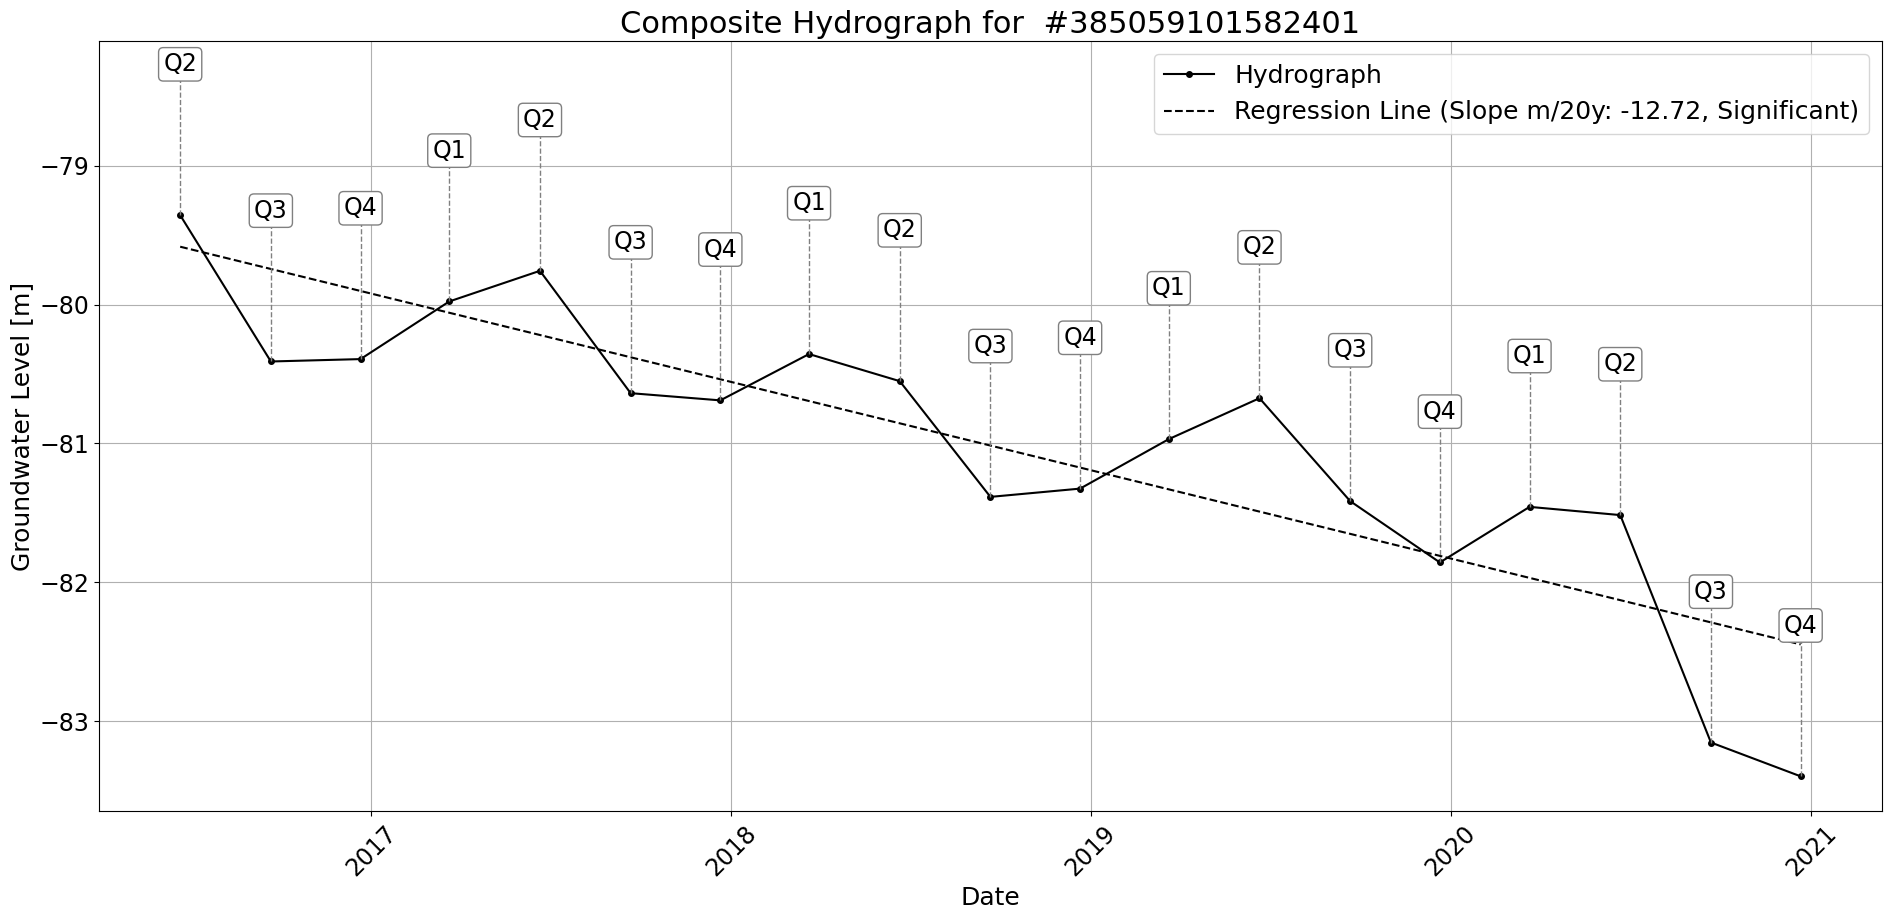 Composite Hydrograph for  #385059101582401
Hydrograph
Regression Line (Slope m/20y: -12.72, Significant)
Q2
Q3
Q4
Q1
Q2
Q3
Q4
Q1
Q2
Q3
Q4
Q1
Q2
Q3
Q4
Q1
Q2
Q3
Q4
Groundwater Level [m]
−79
−80
−81
−82
−83
2017
2018
2019
2020
2021
Date